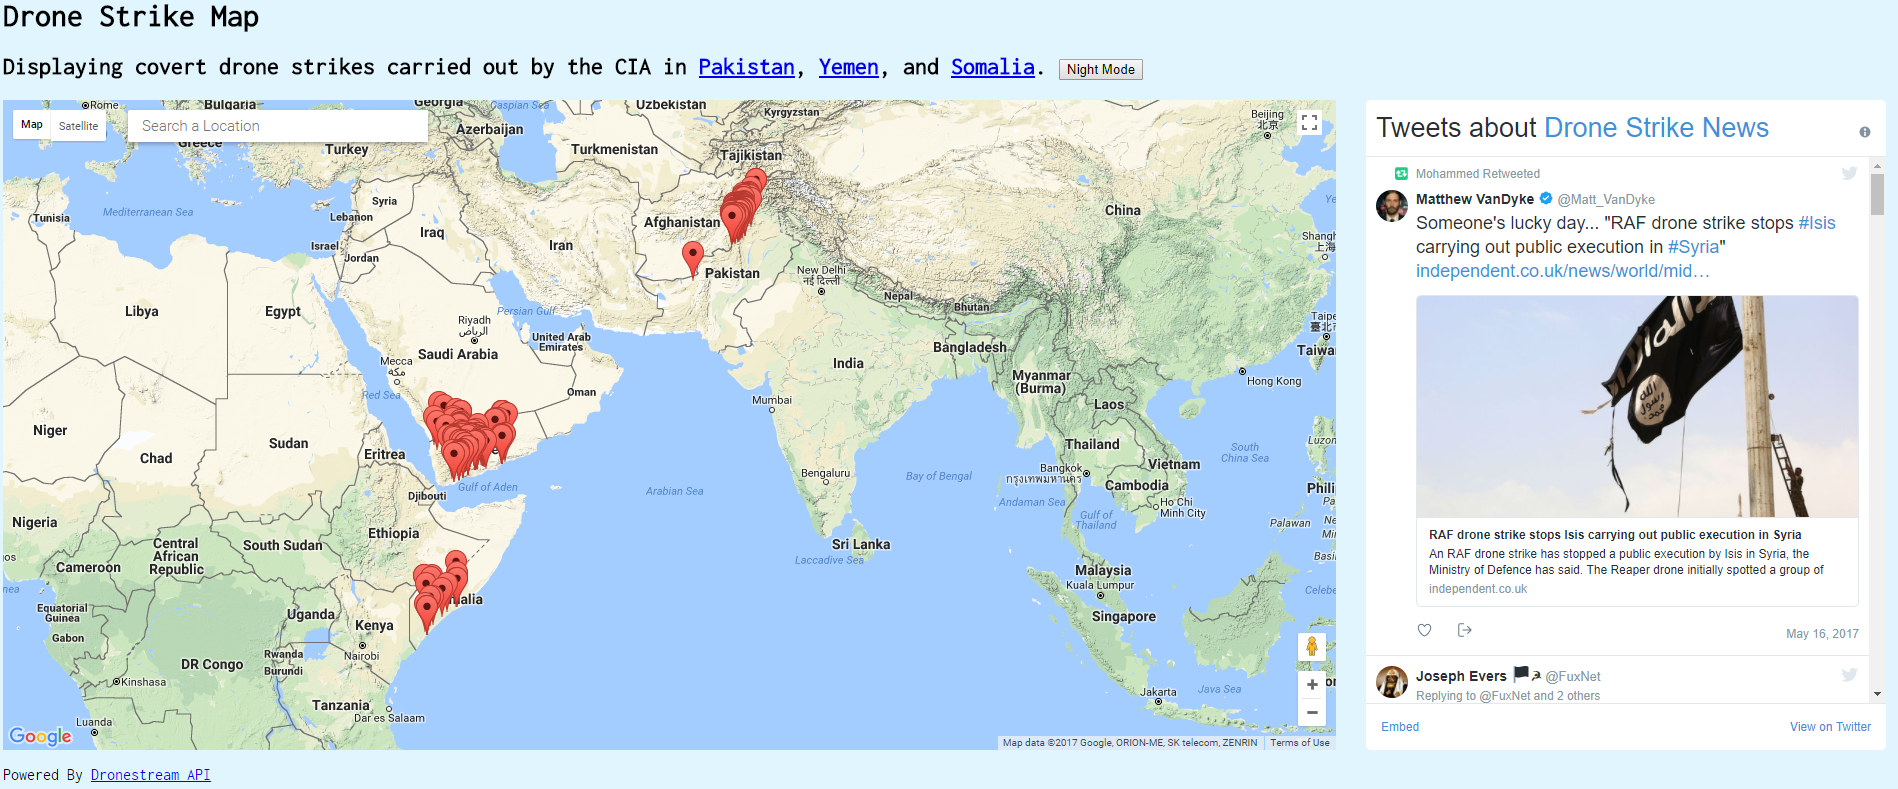 Drone Strike Map
Displaying covert drone strikes carried out by the CIA in Pakistan, Yemen, and Somalia.
Night Mode
Map
Satellite
Search a Location
Rome
Bulgaria
Georgia
Caspian Sea
Uzbekistan
Kyrgyzstan
Beijing
北京
Greece
Turkey
Azerbaijan
Turkmenistan
Tajikistan
Tunisia
Mediterranean Sea
Syria
Lebanon
Iraq
Israel
Jordan
Iran
Afghanistan
Pakistan
China
Shangh
上海
New Delhi
नई दिल्ली
Nepal
Bhutan
Libya
Egypt
Persian Gulf
Riyadh
الرياض
Saudi Arabia
United Arab
Emirates
Mecca
مكة
Red Sea
Oman
India
Bangladesh
Myanmar
(Burma)
Taipe
臺北市
Taiwa
Hong Kong
Mumbai
Laos
Niger
Chad
Sudan
Eritrea
Thailand
Vietnam
South
China Sea
Luzon
Bengaluru
ಬೆಂಗಳೂರು
Bay of Bengal
Bangkok
กรุงเทพมหานคร
Cambodia
Ho Chi
Minh City
Phili
Andaman Sea
Gulf of
Thailand
Palawan
Ne
Arabian Sea
Gulf of Aden
Djibouti
Nigeria
Ethiopia
South Sudan
Central
African
Republic
Cameroon
Sri Lanka
Laccadive Sea
Basi
Malaysia
Kuala Lumpur
Celebe
Singapore
Equatorial
Guinea
Gabon
Uganda
Kenya
malia
Nairobi
Rwanda
Burundi
DR Congo
Kinshasa
Tanzania
Dar es Salaam
Luanda
Jakarta
Java Sea
Google
Map data ©2017 Google, ORION-ME, SK telecom, ZENRIN
Terms of Use
Tweets about Drone Strike News
Mohammed Retweeted
Matthew VanDyke @Matt_VanDyke
Someone's lucky day... "RAF drone strike stops #Isis
carrying out public execution in #Syria"
independent.co.uk/news/world/mid…
الله
رسول
محمد
RAF drone strike stops Isis carrying out public execution in Syria
An RAF drone strike has stopped a public execution by Isis in Syria, the
Ministry of Defence has said. The Reaper drone initially spotted a group of
independent.co.uk
May 16, 2017
Joseph Evers 🏴☭ @FuxNet
Replying to @FuxNet and 2 others
Embed
View on Twitter
Powered By Dronestream API